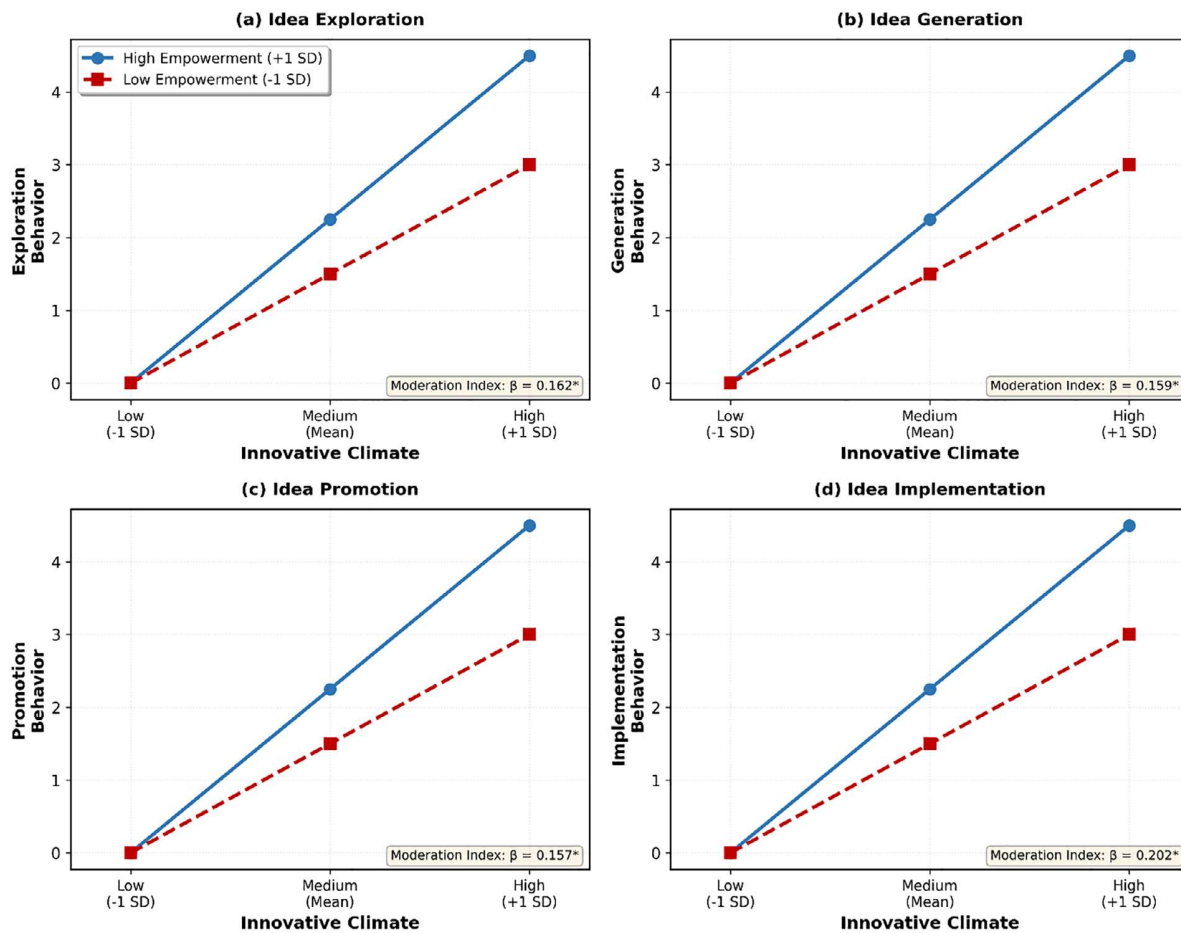 (a) Idea Exploration
High Empowerment (+1 SD)
Low Empowerment (-1 SD)
4
3
2
1
0
Exploration
Behavior
Moderation Index: β = 0.162*
Low
(-1 SD)
Medium
(Mean)
High
(+1 SD)
Innovative Climate
(b) Idea Generation
4
3
2
1
0
Generation
Behavior
Moderation Index: β = 0.159*
Low
(-1 SD)
Medium
(Mean)
High
(+1 SD)
Innovative Climate
(c) Idea Promotion
4
3
2
1
0
Promotion
Behavior
Moderation Index: β = 0.157*
Low
(-1 SD)
Medium
(Mean)
High
(+1 SD)
Innovative Climate
(d) Idea Implementation
4
3
2
1
0
Implementation
Behavior
Moderation Index: β = 0.202*
Low
(-1 SD)
Medium
(Mean)
High
(+1 SD)
Innovative Climate